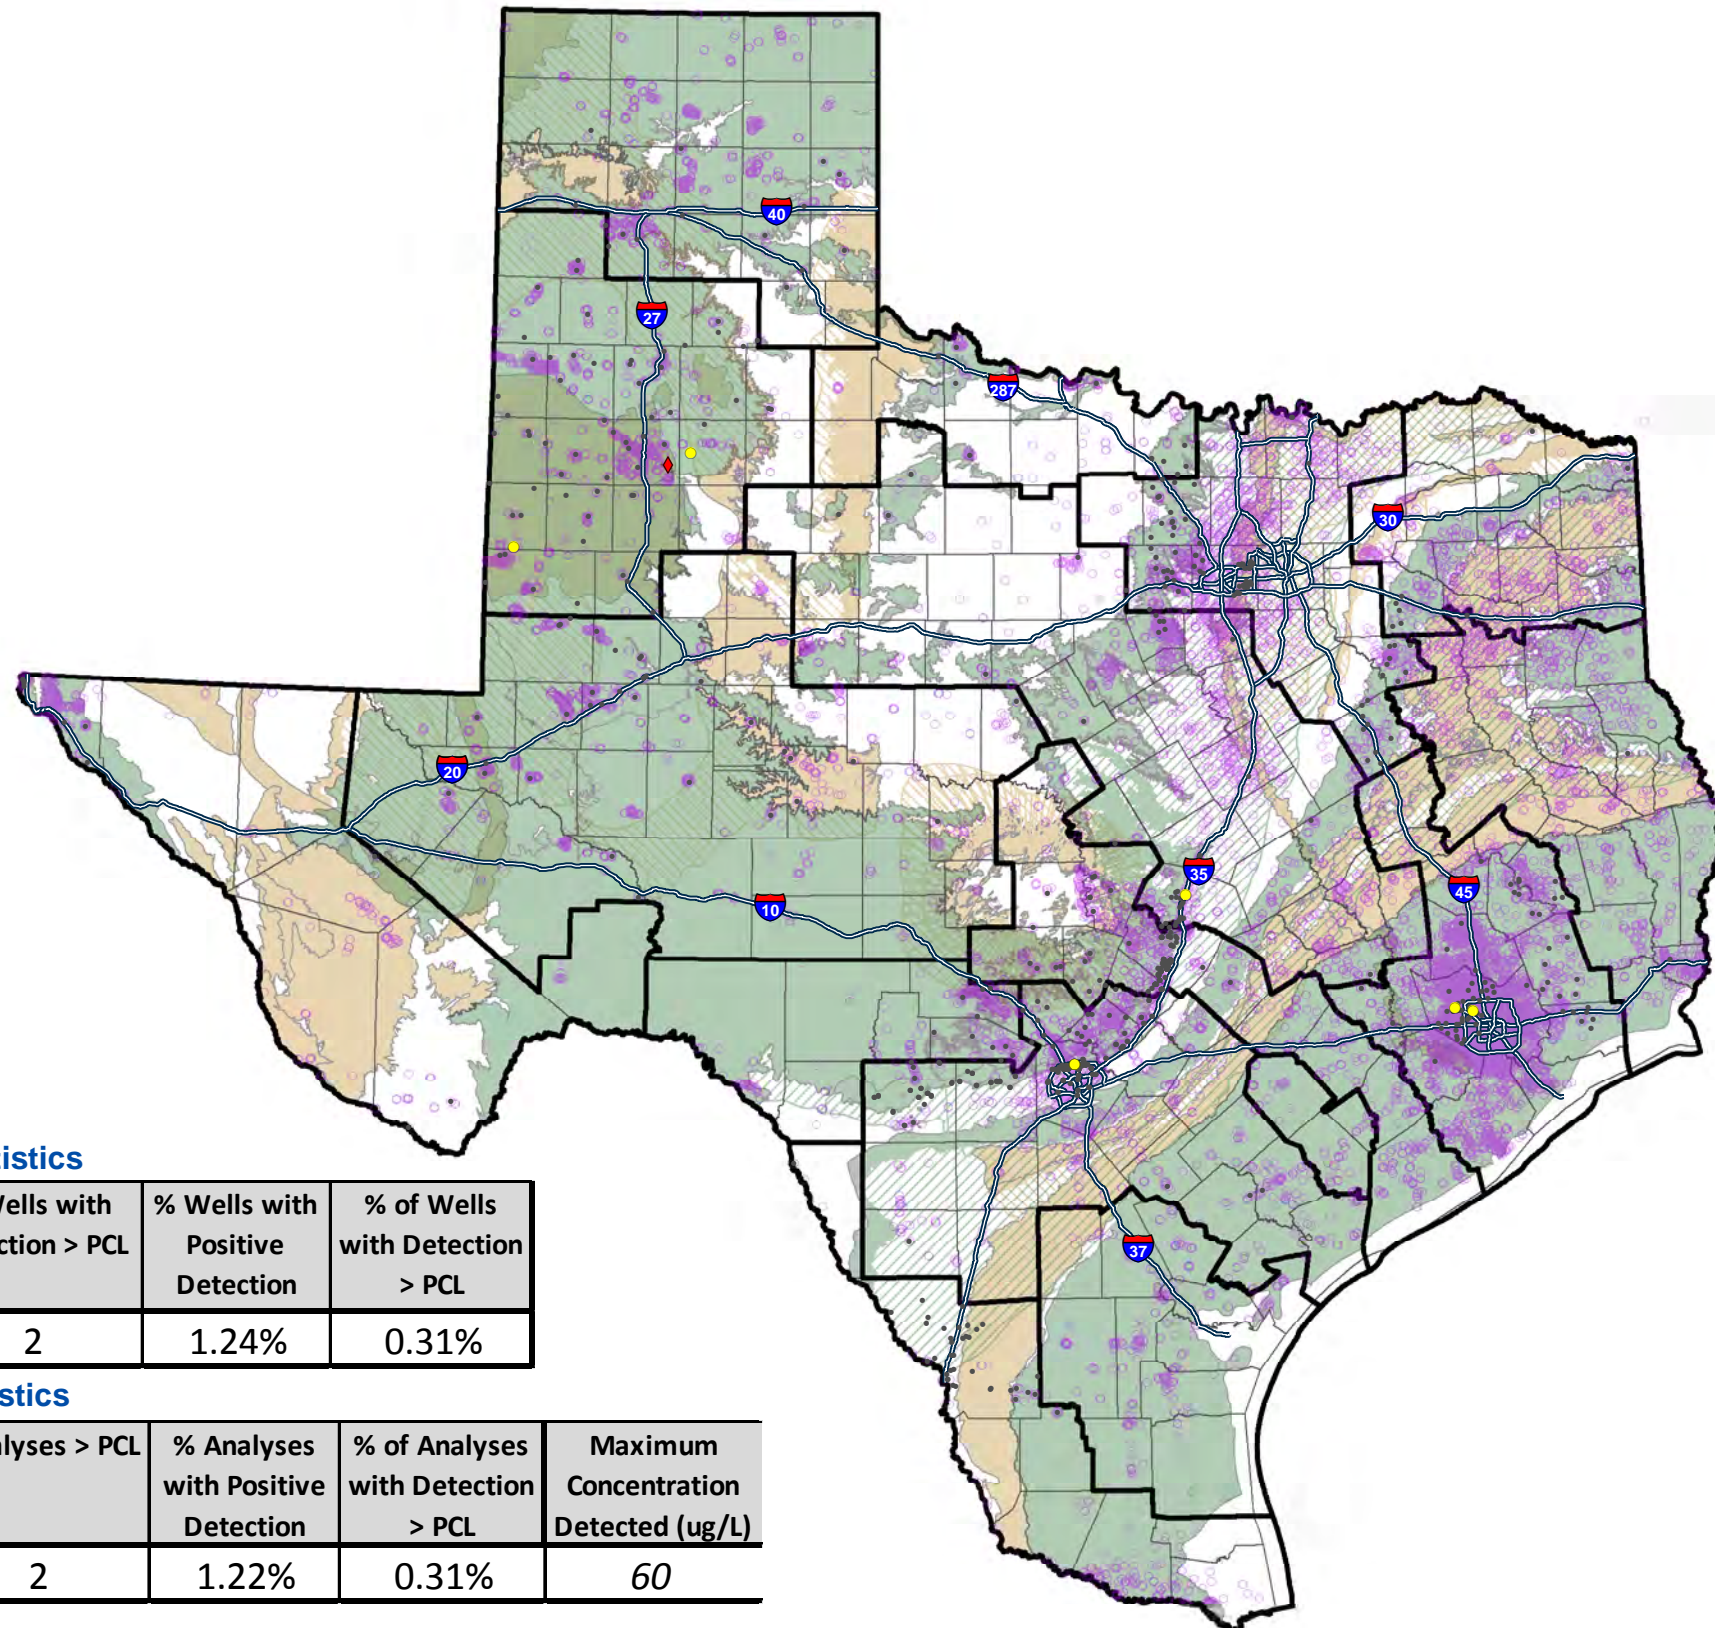 40
27
287
30
20
35
45
10
37
istics
ells with
ction > PCL
% Wells with
Positive
Detection
% of Wells
with Detection
> PCL
2
1.24%
0.31%
stics
lyses > PCL
% Analyses
with Positive
Detection
% of Analyses
with Detection
> PCL
Maximum
Concentration
Detected (ug/L)
2
1.22%
0.31%
60